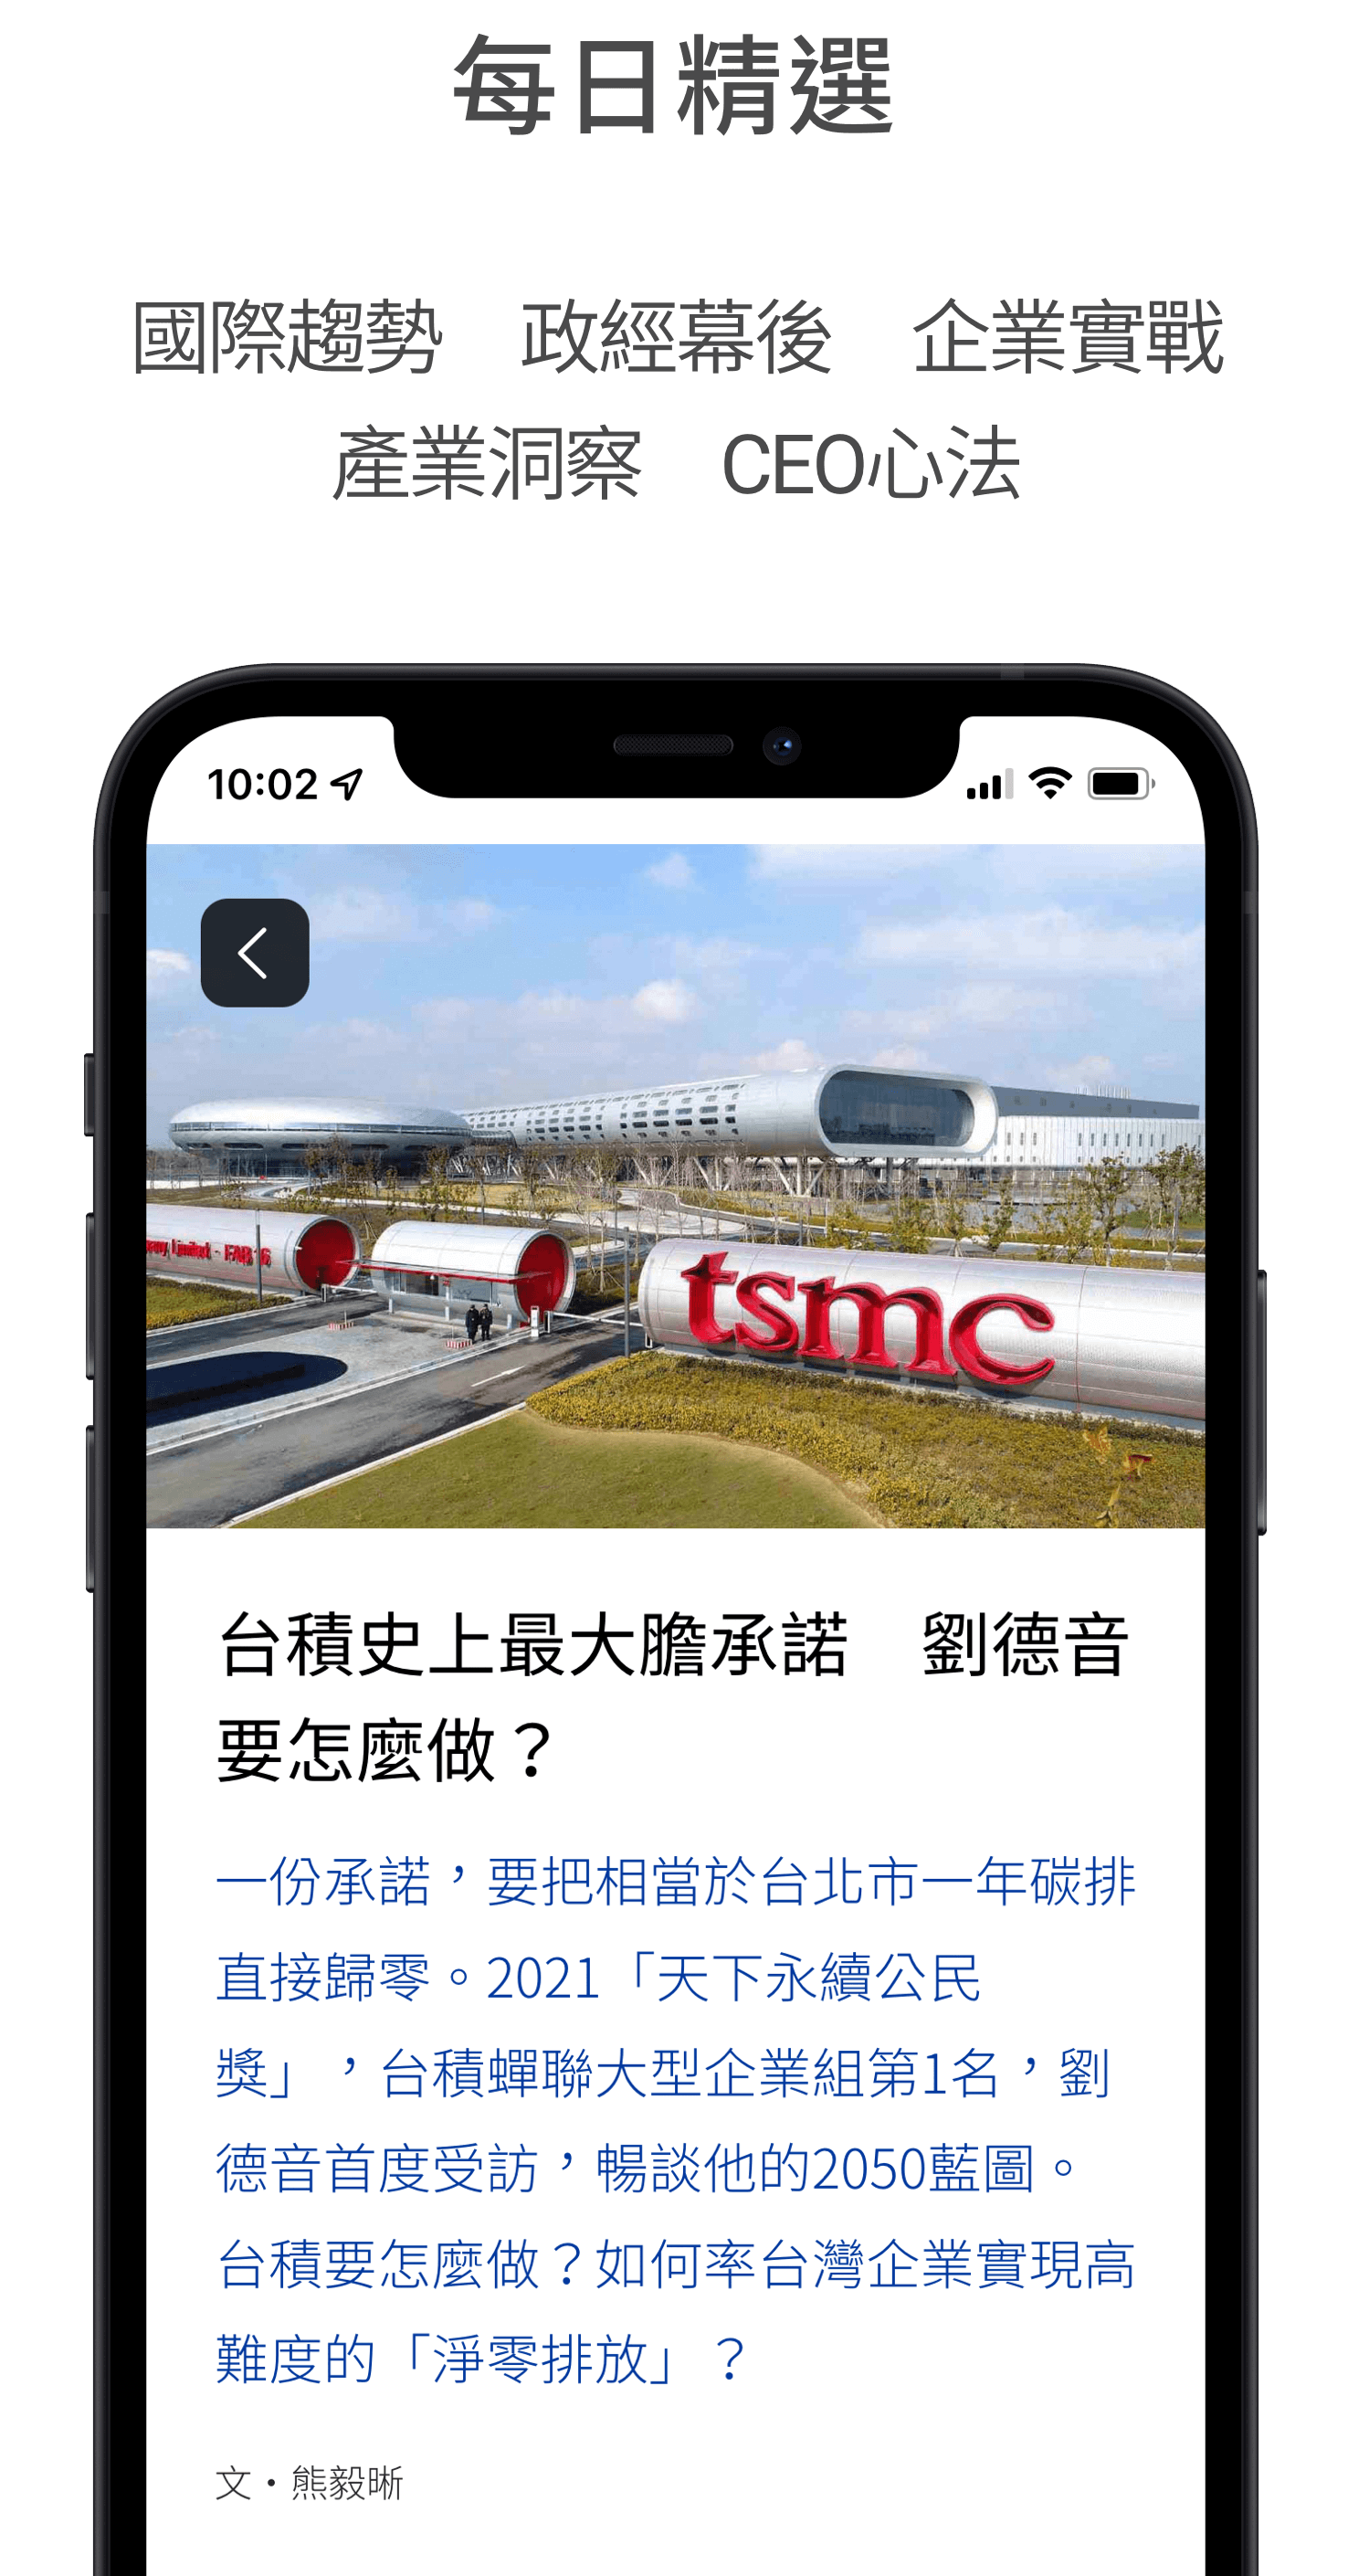 每日精選
國際趨勢　政經幕後　企業實戰
產業洞察　CEO心法
10:02
Limited - FAB 16
tsmc
台積史上最大膽承諾　劉德音
要怎麼做？
一份承諾，要把相當於台北市一年碳排
直接歸零。2021「天下永續公民
獎」，台積蟬聯大型企業組第1名，劉
德音首度受訪，暢談他的2050藍圖。
台積要怎麼做？如何率台灣企業實現高
難度的「淨零排放」？
文・熊毅晰